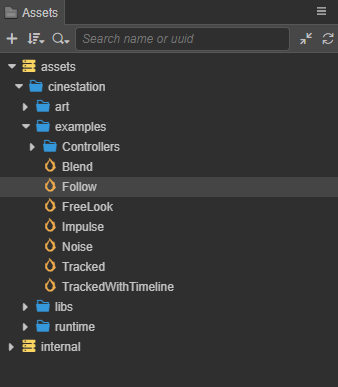 Assets
Search name or uuid
assets
cinestation
art
examples
Controllers
Blend
Follow
FreeLook
Impulse
Noise
Tracked
TrackedWithTimeline
libs
runtime
internal